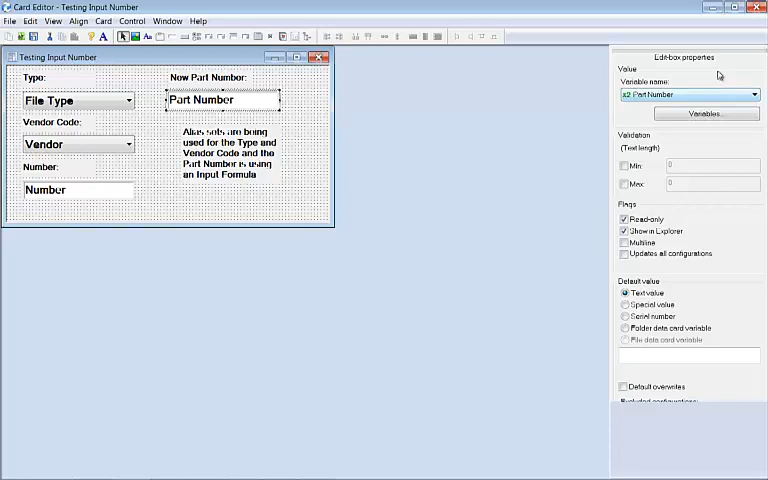 Card Editor - Testing Input Number
File Edit View Align Card Control Window Help
Testing Input Number
Type:
File Type
Vendor Code:
Vendor
Number:
Number
Now Part Number:
Part Number
Alias sets are being
used for the Type and
Vendor Code and the
Part Number is using
an Input Formula
Edit-box properties
Value
Variable name:
x2 Part Number
Variables...
Validation
(Text length)
Min: 0
Max: 0
Flags
Read-only
Show in Explorer
Multiline
Updates all configurations
Default value
Text value
Special value
Serial number
Folder data card variable
File data card variable
Default overwrites
Excluded configurations: